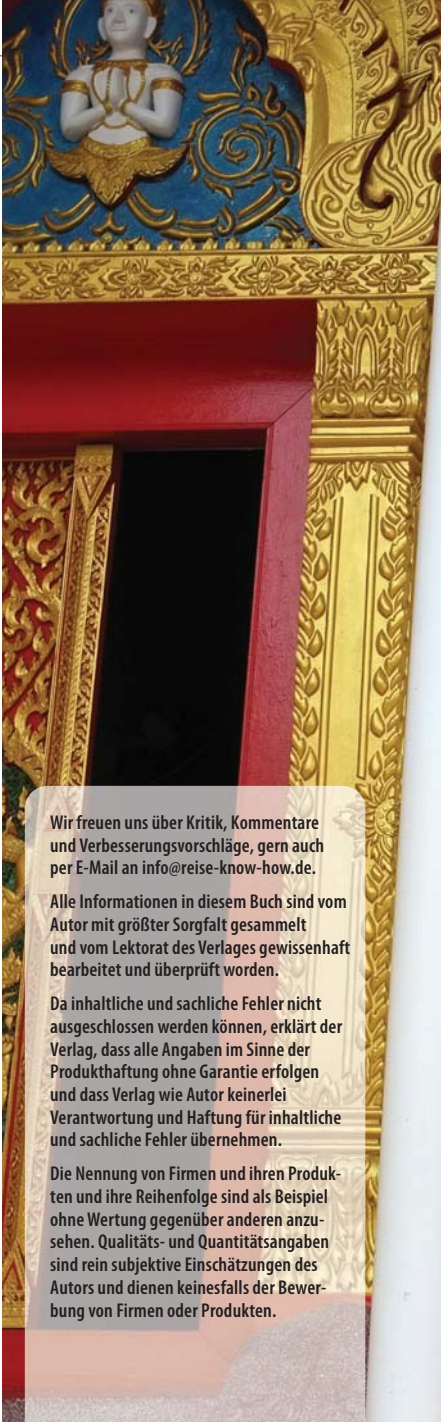 Wir freuen uns über Kritik, Kommentare
und Verbesserungsvorschläge, gern auch
per E-Mail an info@reise-know-how.de.
Alle Informationen in diesem Buch sind vom
Autor mit größter Sorgfalt gesammelt
und vom Lektorat des Verlages gewissenhaft
bearbeitet und überprüft worden.
Da inhaltliche und sachliche Fehler nicht
ausgeschlossen werden können, erklärt der
Verlag, dass alle Angaben im Sinne der
Produkthaftung ohne Garantie erfolgen
und dass Verlag wie Autor keinerlei
Verantwortung und Haftung für inhaltliche
und sachliche Fehler übernehmen.
Die Nennung von Firmen und ihren Produk-
ten und ihre Reihenfolge sind als Beispiel
ohne Wertung gegenüber anderen anzu-
sehen. Qualitäts- und Quantitätsangaben
sind rein subjektive Einschätzungen des
Autors und dienen keinesfalls der Bewer-
bung von Firmen oder Produkten.